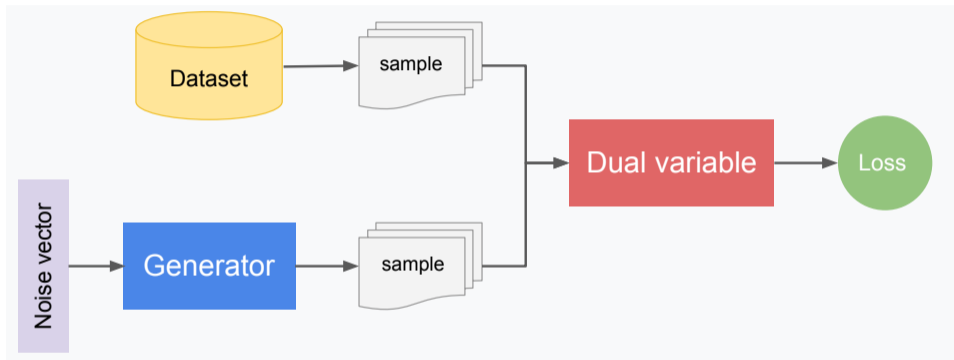 Dataset
sample
Dual variable
Loss
Noise vector
Generator
sample